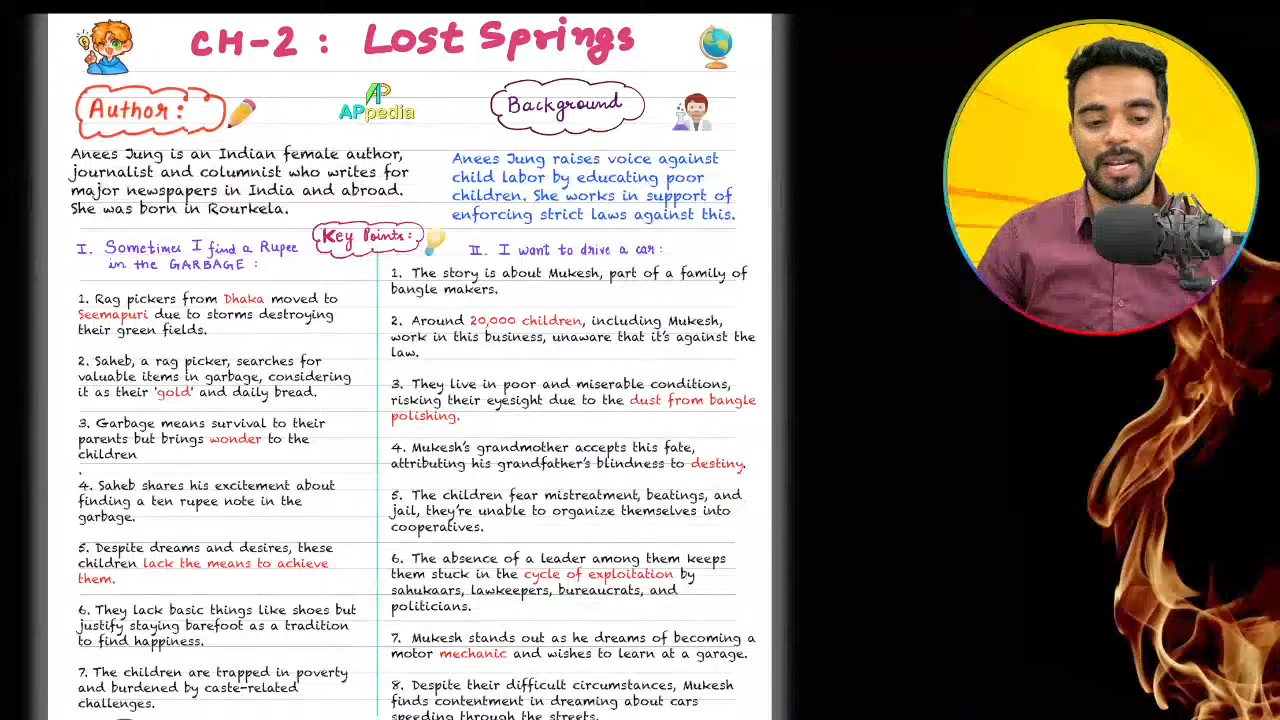 CH-2 : Lost Springs
Author:
APpedia
Background
Anees Jung is an Indian female author,
journalist and columnist who writes for
major newspapers in India and abroad.
She was born in Rourkela.
Anees Jung raises voice against
child labor by educating poor
children. She works in support of
enforcing strict laws against this.
Key Points:
I. Sometimes I find a Rupee
in the GARBAGE :
1. Rag pickers from Dhaka moved to
Seemapuri due to storms destroying
their green fields.
2. Saheb, a rag picker, searches for
valuable items in garbage, considering
it as their 'gold' and daily bread.
3. Garbage means survival to their
parents but brings wonder to the
children
.
4. Saheb shares his excitement about
finding a ten rupee note in the
garbage.
5. Despite dreams and desires, these
children lack the means to achieve
them.
6. They lack basic things like shoes but
justify staying barefoot as a tradition
to find happiness.
7. The children are trapped in poverty
and burdened by caste-related
challenges.
II. I want to drive a car:
1. The story is about Mukesh, part of a family of
bangle makers.
2. Around 20,000 children, including Mukesh,
work in this business, unaware that it's against the
law.
3. They live in poor and miserable conditions,
risking their eyesight due to the dust from bangle
polishing.
4. Mukesh's grandmother accepts this fate,
attributing his grandfather's blindness to destiny.
5. The children fear mistreatment, beatings, and
jail, they're unable to organize themselves into
cooperatives.
6. The absence of a leader among them keeps
them stuck in the cycle of exploitation by
sahukaars, lawkeepers, bureaucrats, and
politicians.
7. Mukesh stands out as he dreams of becoming a
motor mechanic and wishes to learn at a garage.
8. Despite their difficult circumstances, Mukesh
finds contentment in dreaming about cars
speeding through the streets.